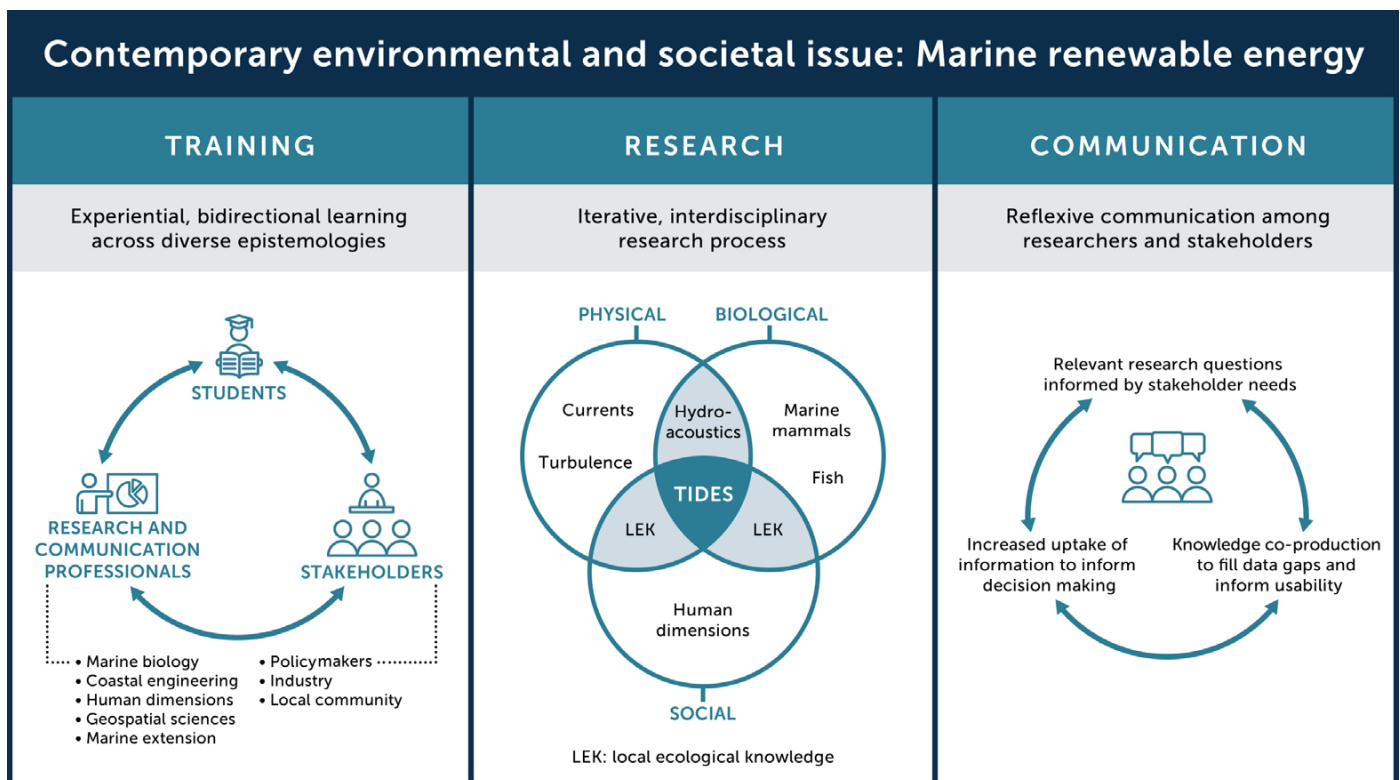 Contemporary environmental and societal issue: Marine renewable energy
TRAINING
Experiential, bidirectional learning
across diverse epistemologies
STUDENTS
RESEARCH AND
COMMUNICATION
PROFESSIONALS
STAKEHOLDERS
• Marine biology
• Coastal engineering
• Human dimensions
• Geospatial sciences
• Marine extension
• Policymakers
• Industry
• Local community
RESEARCH
Iterative, interdisciplinary
research process
PHYSICAL
BIOLOGICAL
Currents
Turbulence
Hydro-
acoustics
Marine
mammals
Fish
TIDES
LEK
LEK
Human
dimensions
SOCIAL
LEK: local ecological knowledge
COMMUNICATION
Reflexive communication among
researchers and stakeholders
Relevant research questions
informed by stakeholder needs
Increased uptake of
information to inform
decision making
Knowledge co-production
to fill data gaps and
inform usability